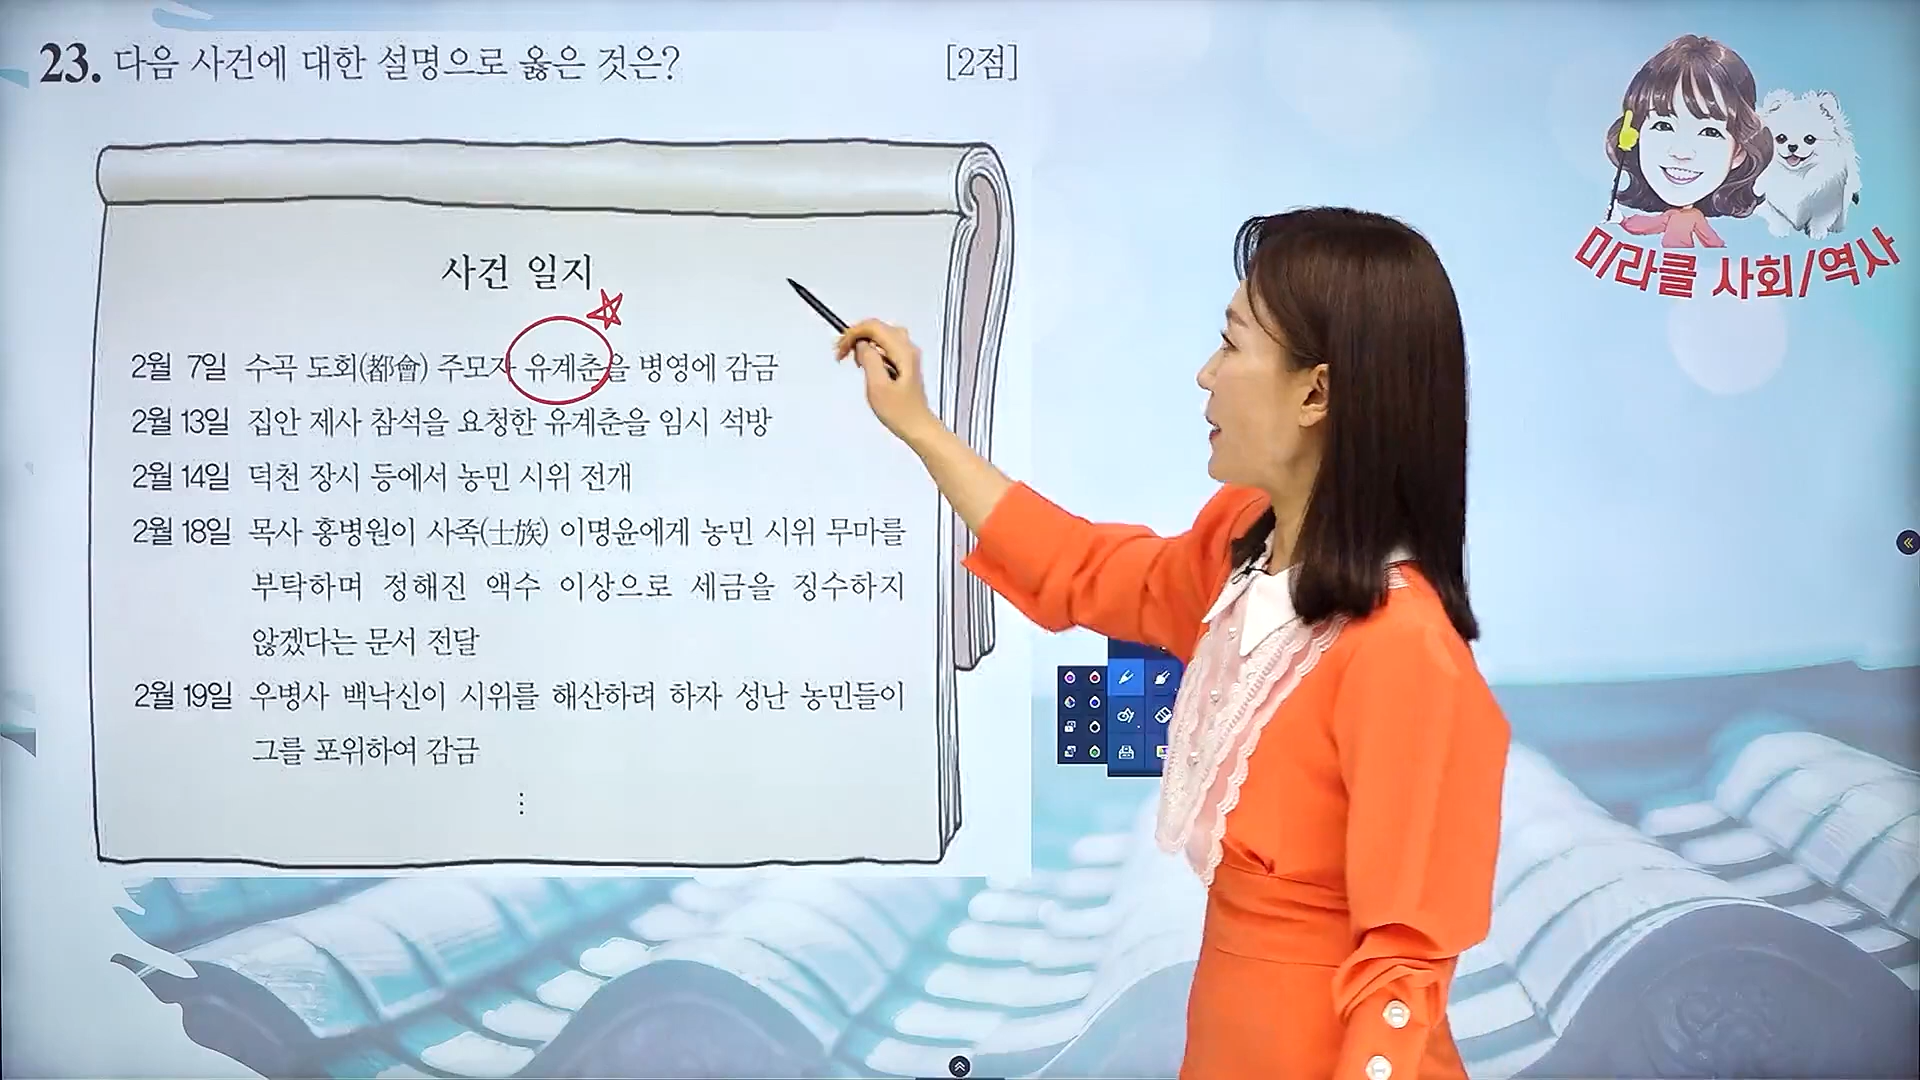 23. 다음 사건에 대한 설명으로 옳은 것은? [2점]
사건 일지
2월 7일 수곡 도회(都會) 주모자 유계춘을 병영에 감금
2월 13일 집안 제사 참석을 요청한 유계춘을 임시 석방
2월 14일 덕천 장시 등에서 농민 시위 전개
2월 18일 목사 홍병원이 사족(士族) 이명윤에게 농민 시위 무마를
부탁하며 정해진 액수 이상으로 세금을 징수하지
않겠다는 문서 전달
2월 19일 우병사 백낙신이 시위를 해산하려 하자 성난 농민들이
그를 포위하여 감금
⋮
미라클 사회/역사